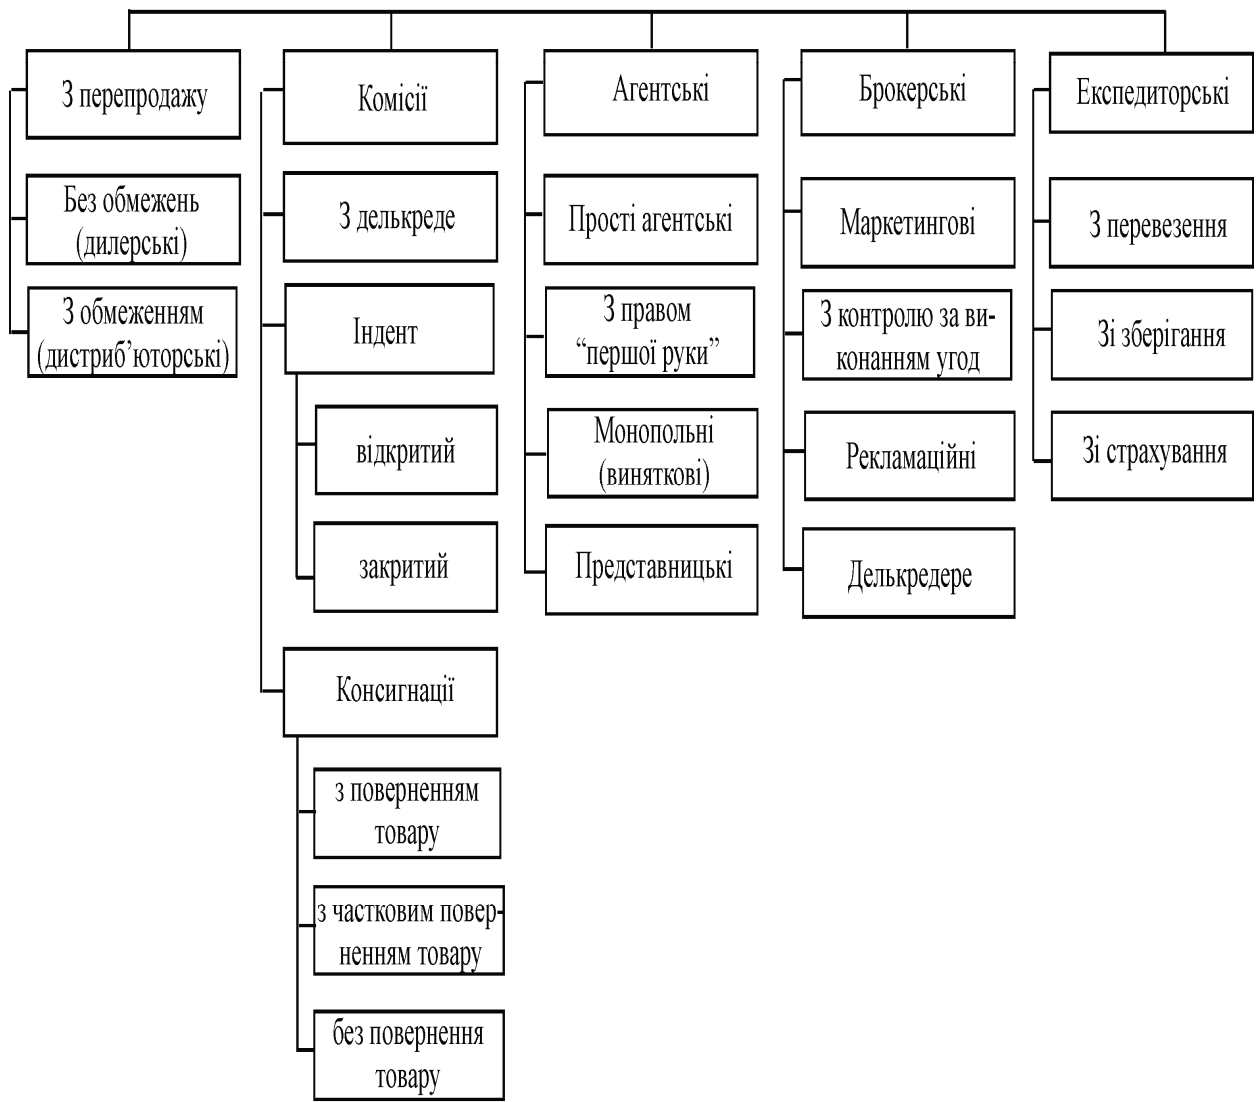 З перепродажу
Без обмежень
(дилерські)
З обмеженням
(дистриб’юторські)
Комісії
З делькреде
Індент
відкритий
закритий
Консигнації
з поверненням
товару
з частковим повер-
ненням товару
без повернення
товару
Агентські
Прості агентські
З правом
“першої руки”
Монопольні
(виняткові)
Представницькі
Брокерські
Маркетингові
З контролю за ви-
конанням угод
Рекламаційні
Делькредере
Експедиторські
З перевезення
Зі зберігання
Зі страхування